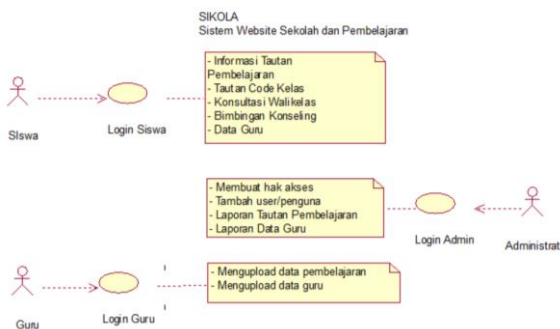 SIKOLA
Sistem Website Sekolah dan Pembelajaran
- Informasi Tautan
Pembelajaran
- Tautan Code Kelas
- Konsultasi Walikelas
- Bimbingan Konseling
- Data Guru
SIswa
Login Siswa
- Membuat hak akses
- Tambah user/penguna
- Laporan Tautan Pembelajaran
- Laporan Data Guru
Login Admin
Administrat
- Mengupload data pembelajaran
- Mengupload data guru
Guru
Login Guru